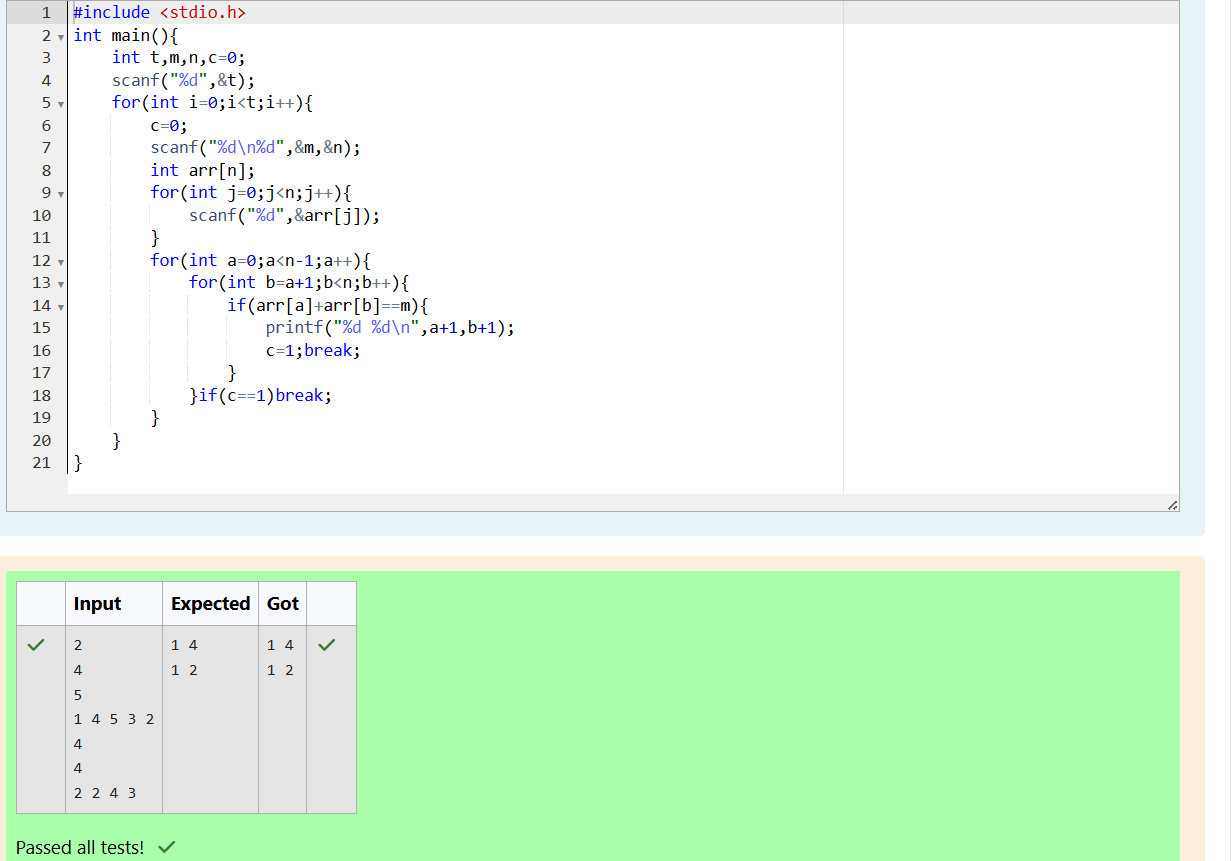 1 #include <stdio.h>
2 int main(){
3     int t,m,n,c=0;
4     scanf("%d",&t);
5     for(int i=0;i<t;i++){
6         c=0;
7         scanf("%d\n%d",&m,&n);
8         int arr[n];
9         for(int j=0;j<n;j++){
10             scanf("%d",&arr[j]);
11         }
12         for(int a=0;a<n-1;a++){
13             for(int b=a+1;b<n;b++){
14                 if(arr[a]+arr[b]==m){
15                     printf("%d %d\n",a+1,b+1);
16                     c=1;break;
17                 }
18             }if(c==1)break;
19         }
20     }
21 }
Input Expected Got
2 1 4 1 4
4 1 2 1 2
5
1 4 5 3 2
4
4
2 2 4 3
Passed all tests!